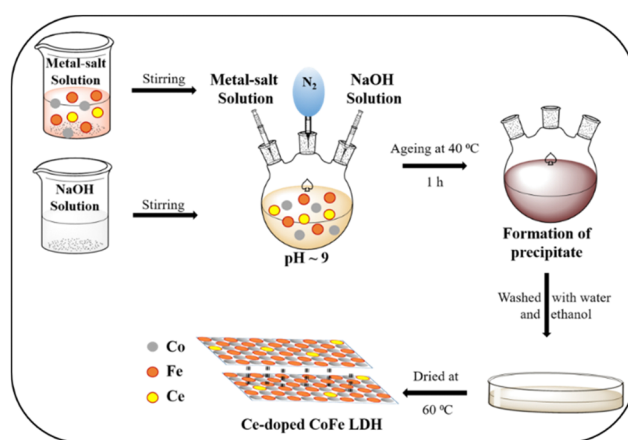 Metal-salt
Solution
Stirring
NaOH
Solution
Stirring
Metal-salt
Solution
N₂
NaOH
Solution
pH ~ 9
Ageing at 40 ºC
1 h
Formation of
precipitate
Washed with water
and ethanol
Dried at
60 ºC
Co
Fe
Ce
Ce-doped CoFe LDH